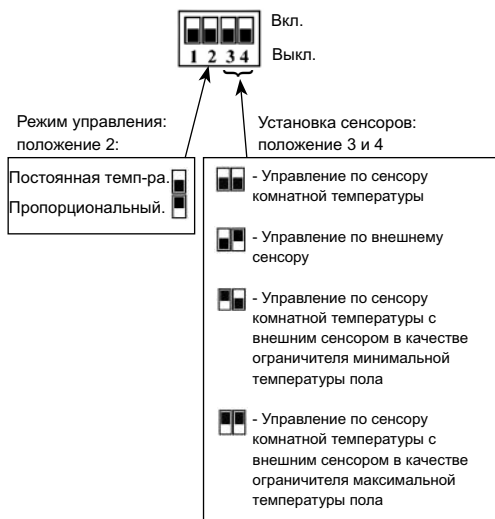 Вкл.
1 2 3 4
Выкл.
Режим управления:
положение 2:
Постоянная темп-ра.
Пропорциональный.
Установка сенсоров:
положение 3 и 4
- Управление по сенсору
комнатной температуры
- Управление по внешнему
сенсору
- Управление по сенсору
комнатной температуры с
внешним сенсором в качестве
ограничителя минимальной
температуры пола
- Управление по сенсору
комнатной температуры с
внешним сенсором в качестве
ограничителя максимальной
температуры пола